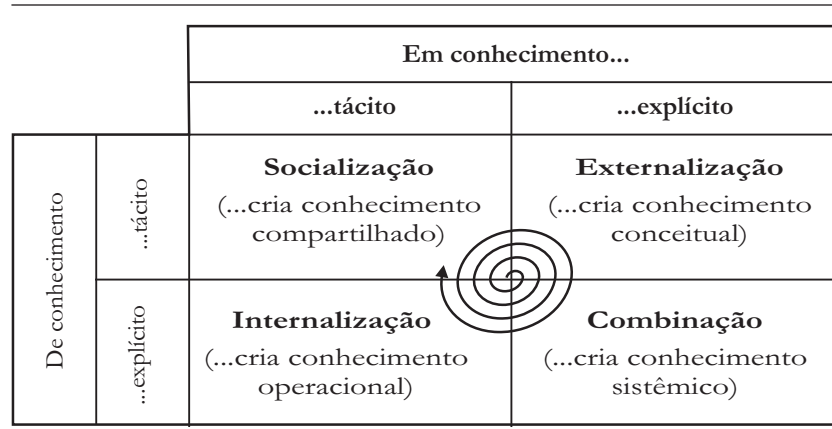 Em conhecimento...
...tácito
...explícito
De conhecimento
...tácito
Socialização
(...cria conhecimento
compartilhado)
Externalização
(...cria conhecimento
conceitual)
...explícito
Internalização
(...cria conhecimento
operacional)
Combinação
(...cria conhecimento
sistêmico)